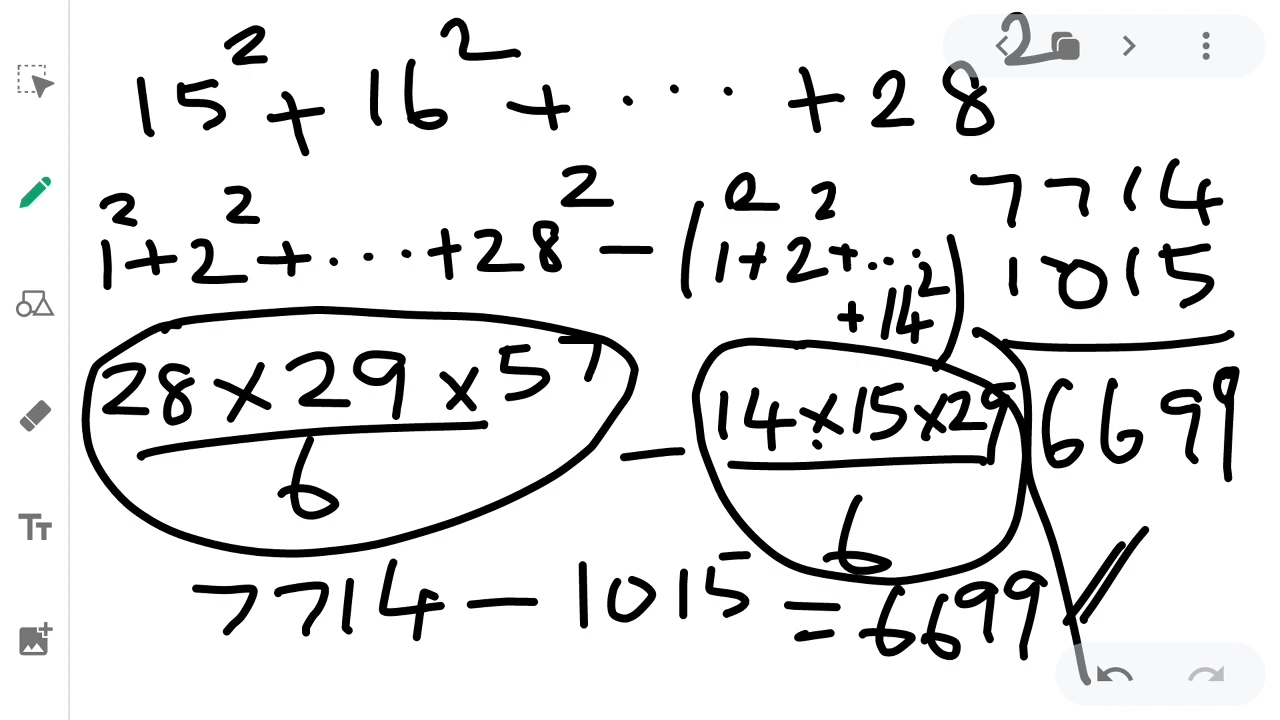 15² + 16² + · · · + 28²
1² + 2² + · · · + 28² − (1² + 2² + · · · 7714
+ 14²) 1015
28 × 29 × 57 / 6 − 14 × 15 × 29 / 6 6699
7714 − 1015 = 6699
TT